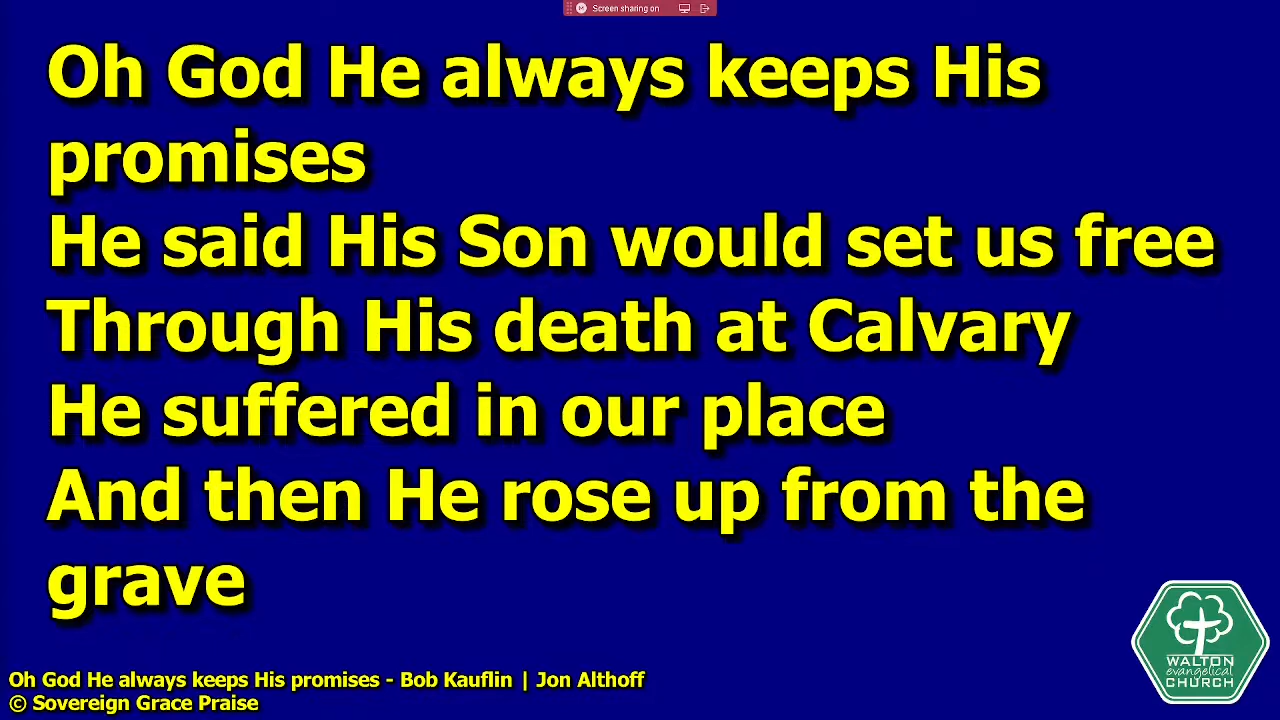 Screen sharing on
Oh God He always keeps His
promises
He said His Son would set us free
Through His death at Calvary
He suffered in our place
And then He rose up from the
grave
Oh God He always keeps His promises - Bob Kauflin | Jon Althoff
© Sovereign Grace Praise
WALTON
evangelical
CHURCH